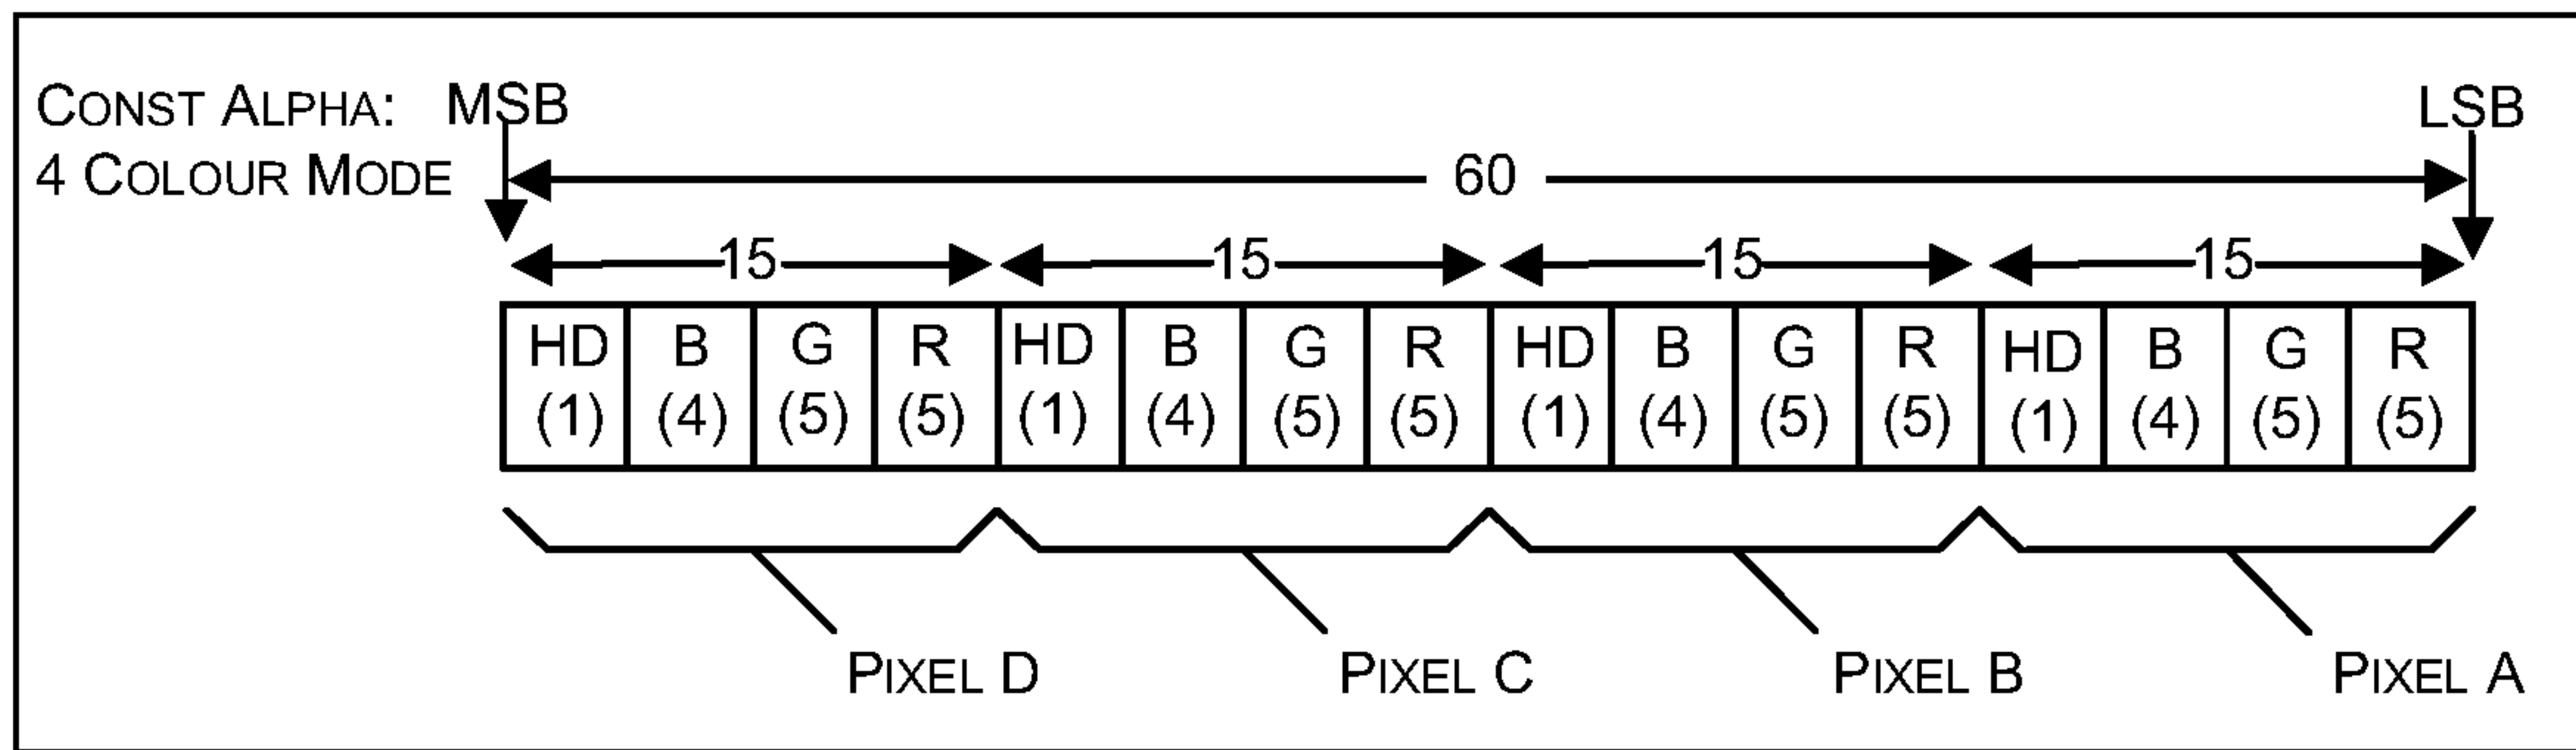 CONST ALPHA: MSB LSB
4 COLOUR MODE 60
15 15 15 15
HD B G R HD B G R HD B G R HD B G R
(1) (4) (5) (5) (1) (4) (5) (5) (1) (4) (5) (5) (1) (4) (5) (5)
PIXEL D PIXEL C PIXEL B PIXEL A